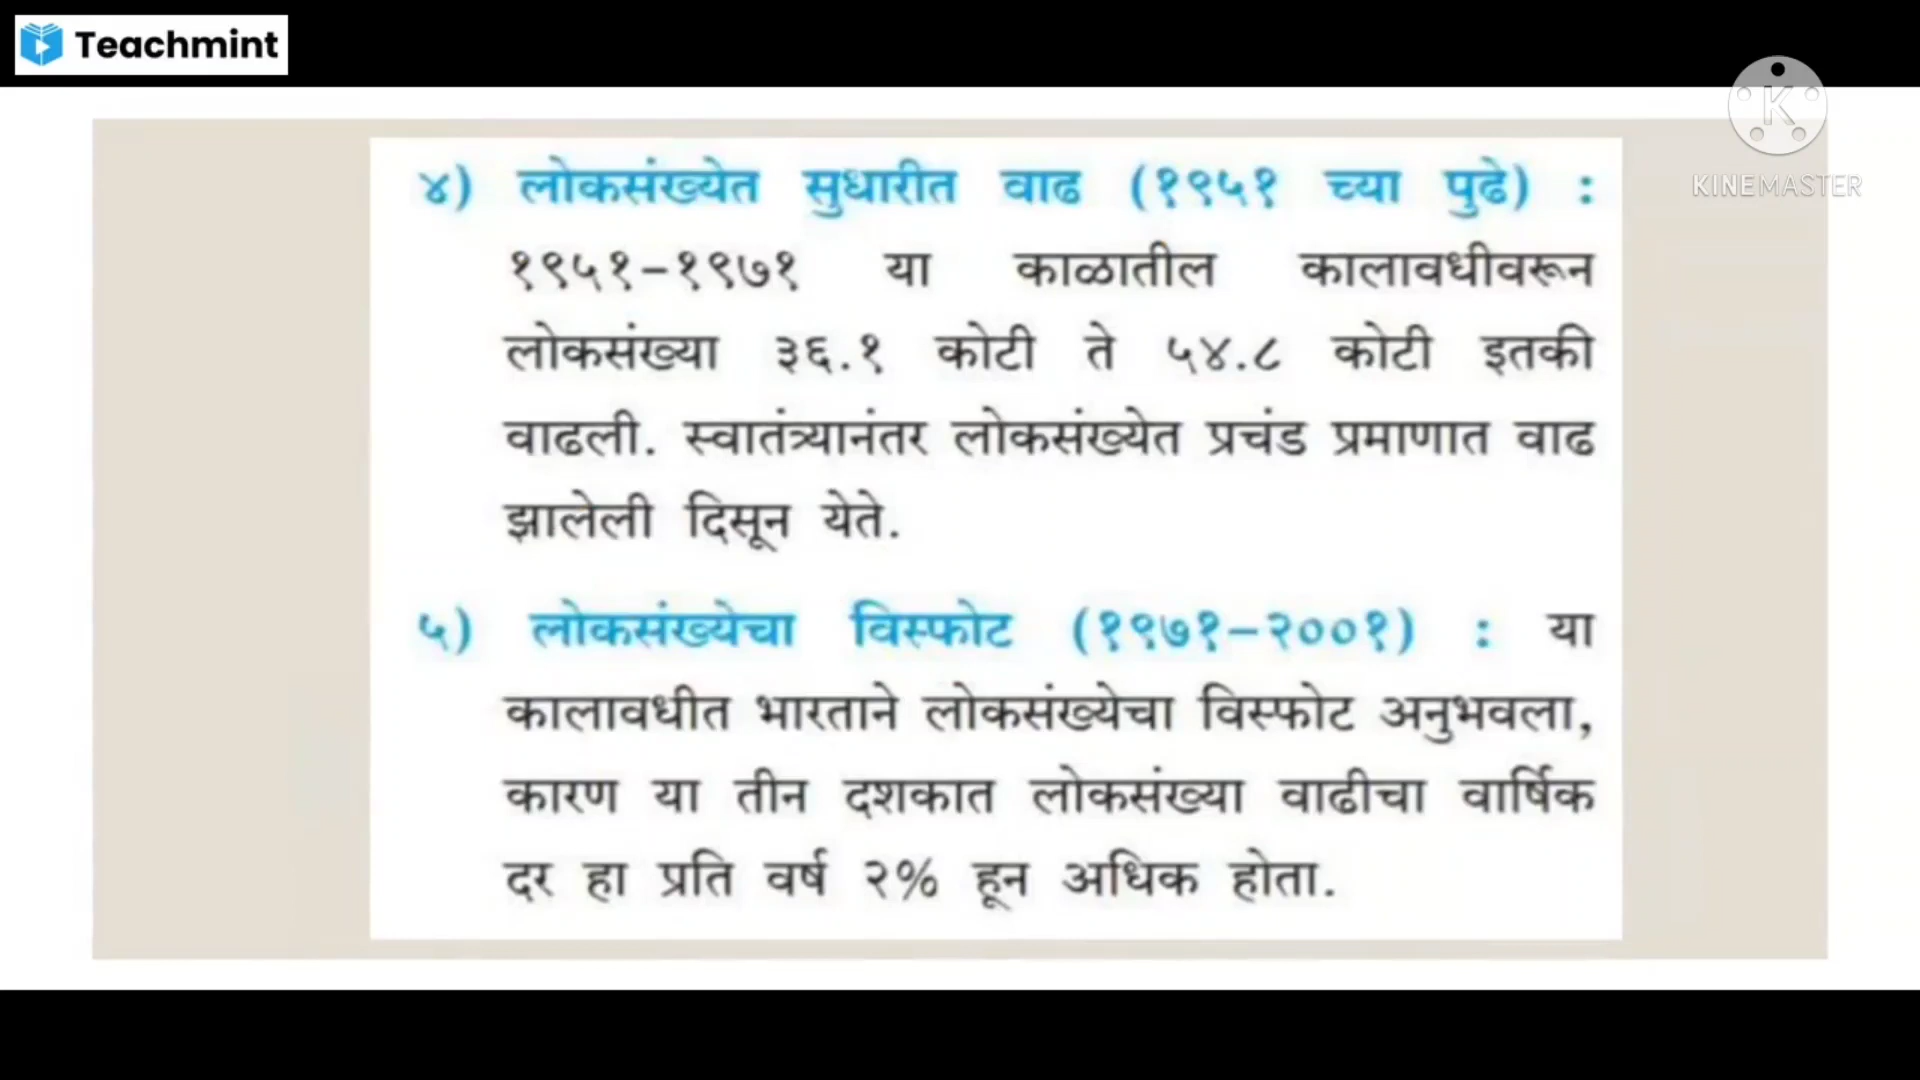 Teachmint
K
KINEMASTER
४) लोकसंख्येत सुधारीत वाढ (१९५१ च्या पुढे) :
१९५१–१९७१ या काळातील कालावधीवरून
लोकसंख्या ३६.१ कोटी ते ५४.८ कोटी इतकी
वाढली. स्वातंत्र्यानंतर लोकसंख्येत प्रचंड प्रमाणात वाढ
झालेली दिसून येते.
५) लोकसंख्येचा विस्फोट (१९७१–२००१) : या
कालावधीत भारताने लोकसंख्येचा विस्फोट अनुभवला,
कारण या तीन दशकात लोकसंख्या वाढीचा वार्षिक
दर हा प्रति वर्ष २% हून अधिक होता.